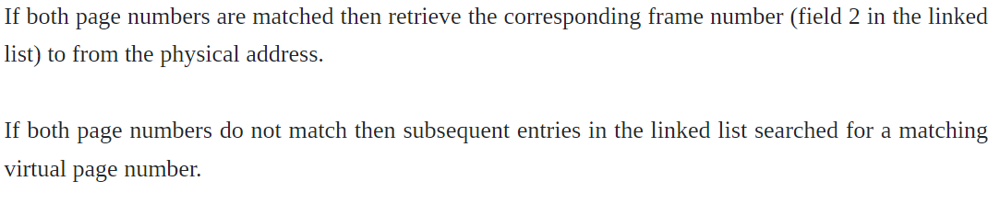 If both page numbers are matched then retrieve the corresponding frame number (field 2 in the linked
list) to from the physical address.
If both page numbers do not match then subsequent entries in the linked list searched for a matching
virtual page number.